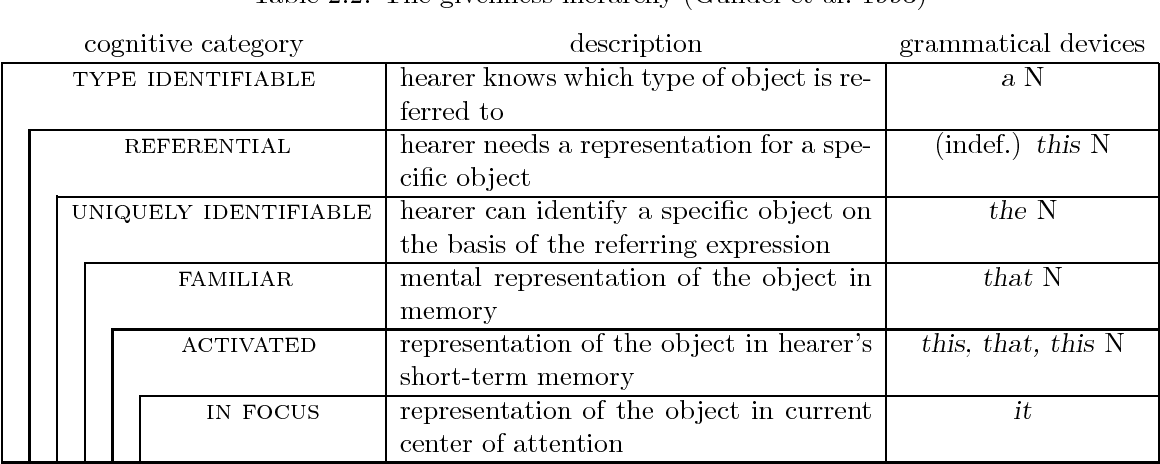 Table 2.2: The givenness hierarchy (Gundel et al. 1993)
cognitive category description grammatical devices
TYPE IDENTIFIABLE hearer knows which type of object is re- a N
ferred to
REFERENTIAL hearer needs a representation for a spe- (indef.) this N
cific object
UNIQUELY IDENTIFIABLE hearer can identify a specific object on the N
the basis of the referring expression
FAMILIAR mental representation of the object in that N
memory
ACTIVATED representation of the object in hearer's this, that, this N
short-term memory
IN FOCUS representation of the object in current it
center of attention